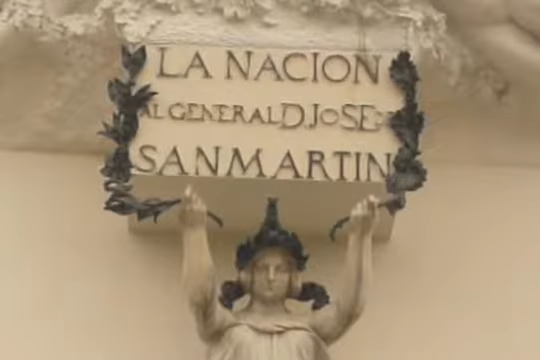 LA NACION
AL GENERAL D. JOSE DE
SAN MARTIN